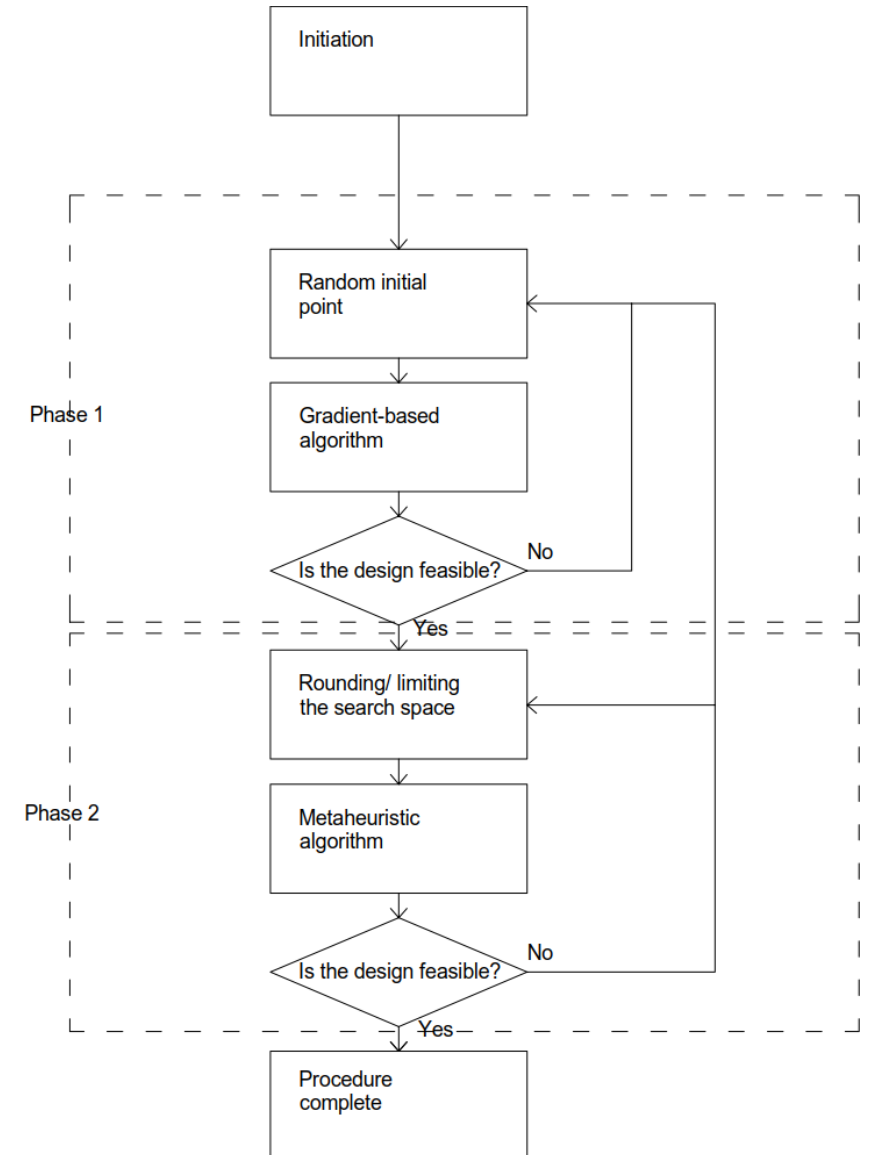 Initiation
Random initial
point
Phase 1
Gradient-based
algorithm
No
Is the design feasible?
Yes
Rounding/ limiting
the search space
Phase 2
Metaheuristic
algorithm
No
Is the design feasible?
Yes
Procedure
complete